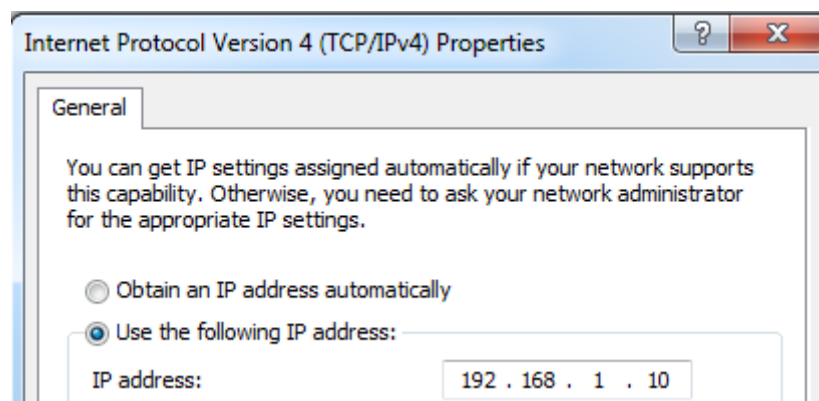 Internet Protocol Version 4 (TCP/IPv4) Properties
General
You can get IP settings assigned automatically if your network supports
this capability. Otherwise, you need to ask your network administrator
for the appropriate IP settings.
Obtain an IP address automatically
Use the following IP address:
IP address: 192 . 168 . 1 . 10